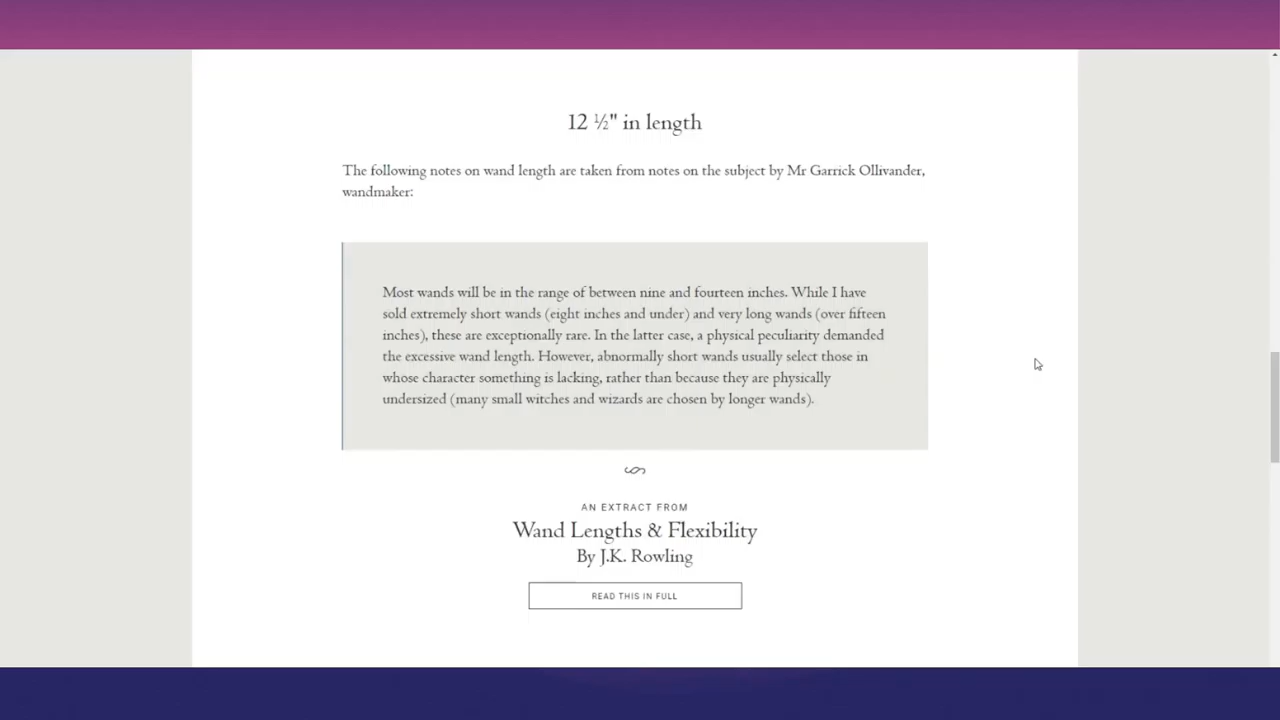 12 ½" in length
The following notes on wand length are taken from notes on the subject by Mr Garrick Ollivander,
wandmaker:
Most wands will be in the range of between nine and fourteen inches. While I have
sold extremely short wands (eight inches and under) and very long wands (over fifteen
inches), these are exceptionally rare. In the latter case, a physical peculiarity demanded
the excessive wand length. However, abnormally short wands usually select those in
whose character something is lacking, rather than because they are physically
undersized (many small witches and wizards are chosen by longer wands).
AN EXTRACT FROM
Wand Lengths & Flexibility
By J.K. Rowling
READ THIS IN FULL